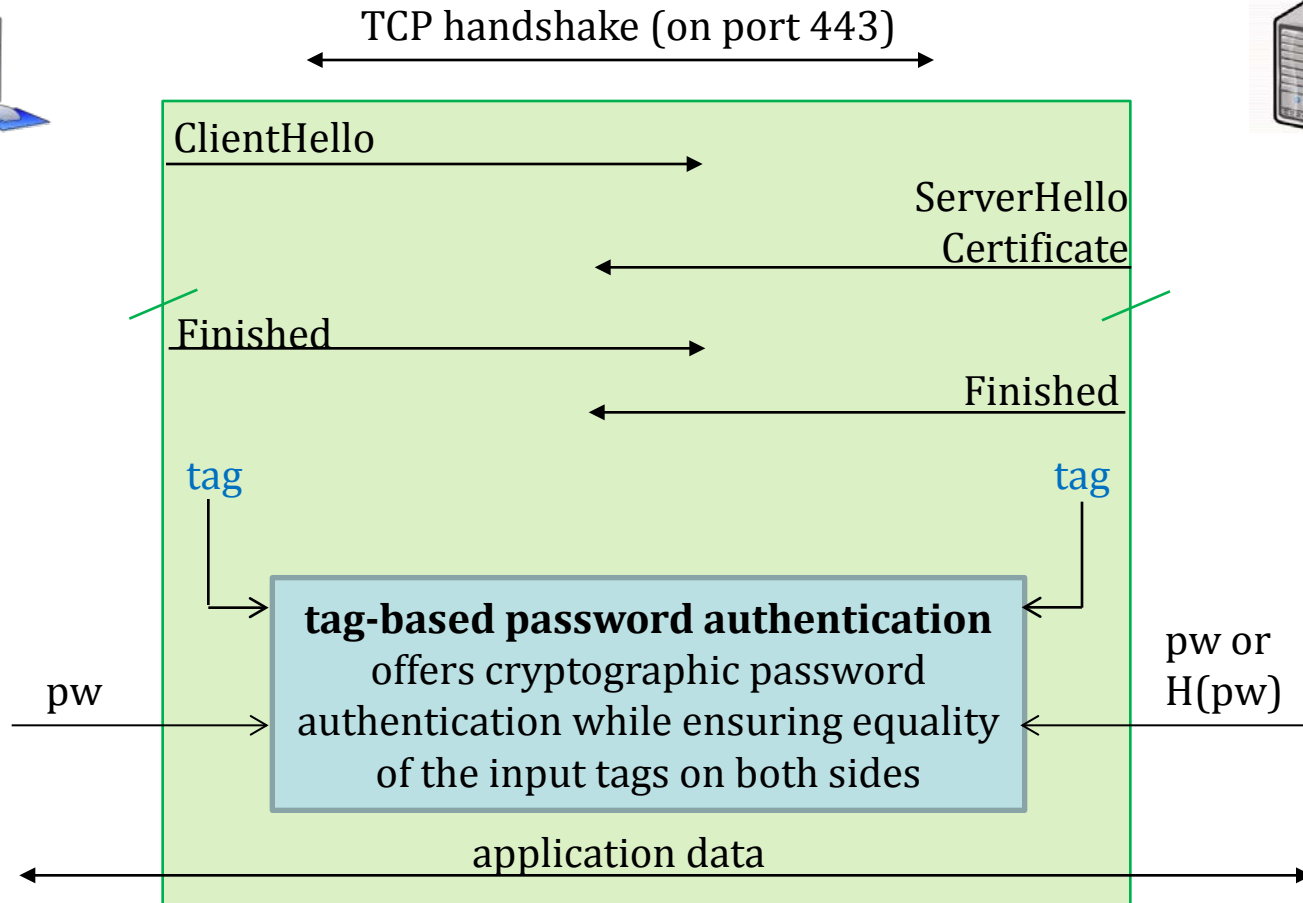 TCP handshake (on port 443)
ClientHello
ServerHello
Certificate
Finished
Finished
tag
tag
tag-based password authentication
offers cryptographic password
authentication while ensuring equality
of the input tags on both sides
pw
pw or
H(pw)
application data